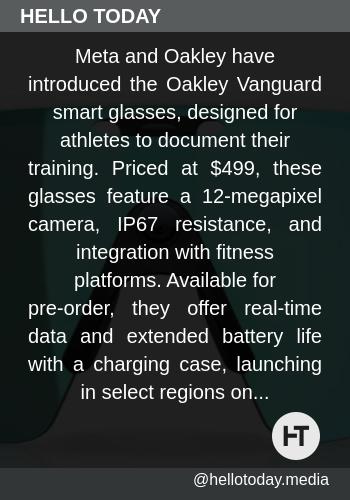 HELLO TODAY
Meta and Oakley have
introduced the Oakley Vanguard
smart glasses, designed for
athletes to document their
training. Priced at $499, these
glasses feature a 12-megapixel
camera, IP67 resistance, and
integration with fitness
platforms. Available for
pre-order, they offer real-time
data and extended battery life
with a charging case, launching
in select regions on...
HT
@hellotoday.media